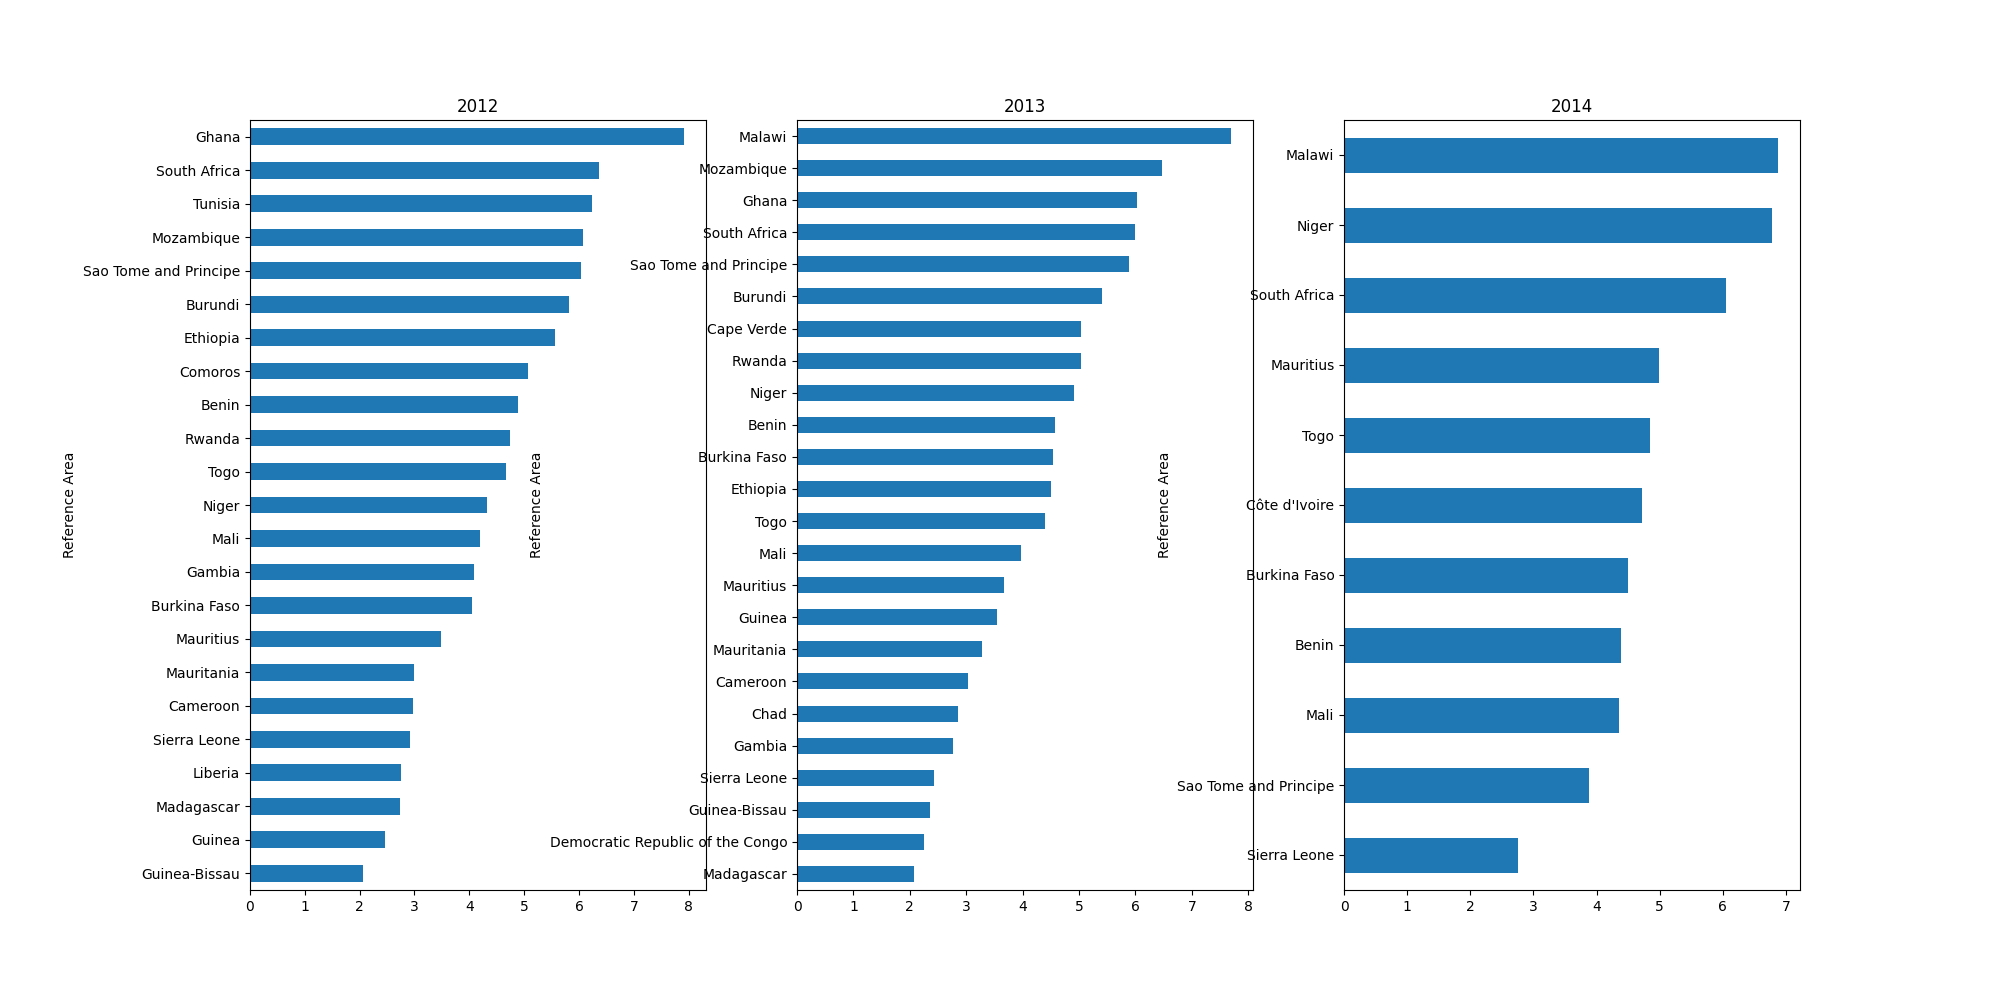 2012
Ghana
South Africa
Tunisia
Mozambique
Sao Tome and Principe
Burundi
Ethiopia
Comoros
Benin
Rwanda
Togo
Niger
Mali
Gambia
Burkina Faso
Mauritius
Mauritania
Cameroon
Sierra Leone
Liberia
Madagascar
Guinea
Guinea-Bissau
Reference Area
0 1 2 3 4 5 6 7 8
2013
Malawi
Mozambique
Ghana
South Africa
Sao Tome and Principe
Burundi
Cape Verde
Rwanda
Niger
Benin
Burkina Faso
Ethiopia
Togo
Mali
Mauritius
Guinea
Mauritania
Cameroon
Chad
Gambia
Sierra Leone
Guinea-Bissau
Democratic Republic of the Congo
Madagascar
Reference Area
0 1 2 3 4 5 6 7 8
2014
Malawi
Niger
South Africa
Mauritius
Togo
Côte d'Ivoire
Burkina Faso
Benin
Mali
Sao Tome and Principe
Sierra Leone
Reference Area
0 1 2 3 4 5 6 7